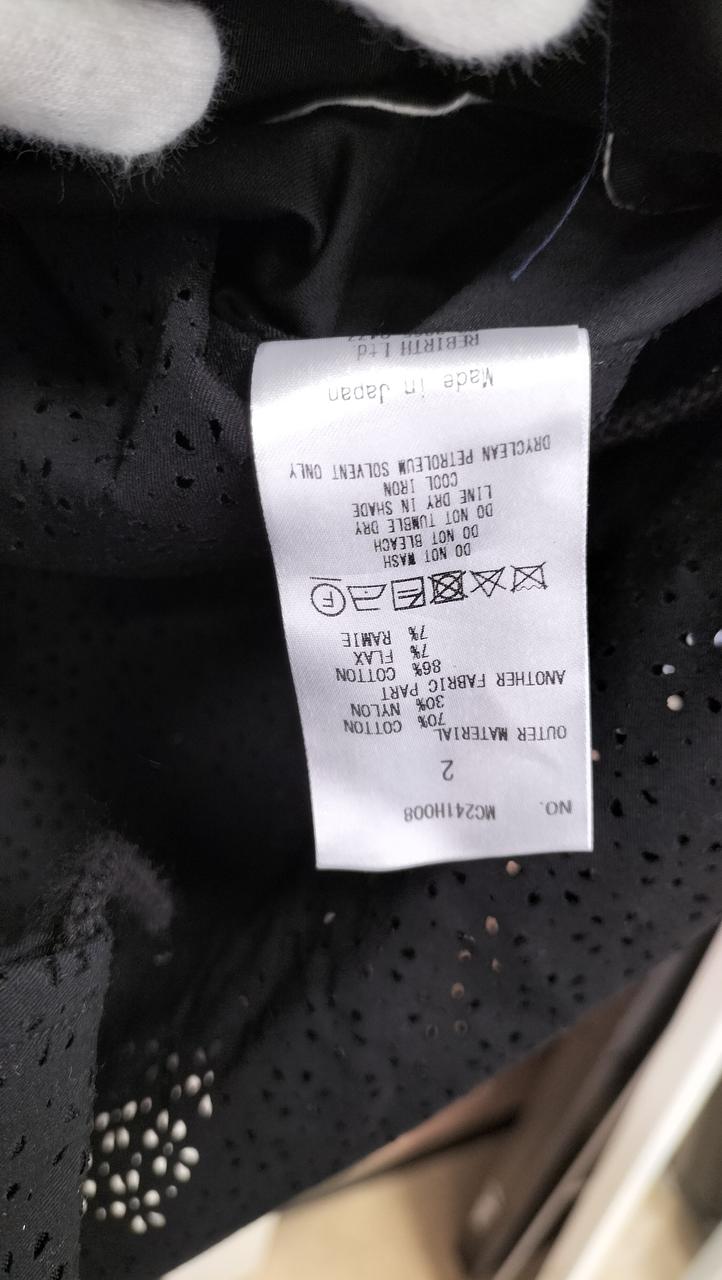 NO. MC241H008
2
OUTER MATERIAL
70% COTTON
30% NYLON
ANOTHER FABRIC PART
86% COTTON
7% FLAX
7% RAMIE
F
DO NOT WASH
DO NOT BLEACH
DO NOT TUMBLE DRY
LINE DRY IN SHADE
COOL IRON
DRYCLEAN PETROLEUM SOLVENT ONLY
Made in Japan
REBIRTH Ltd